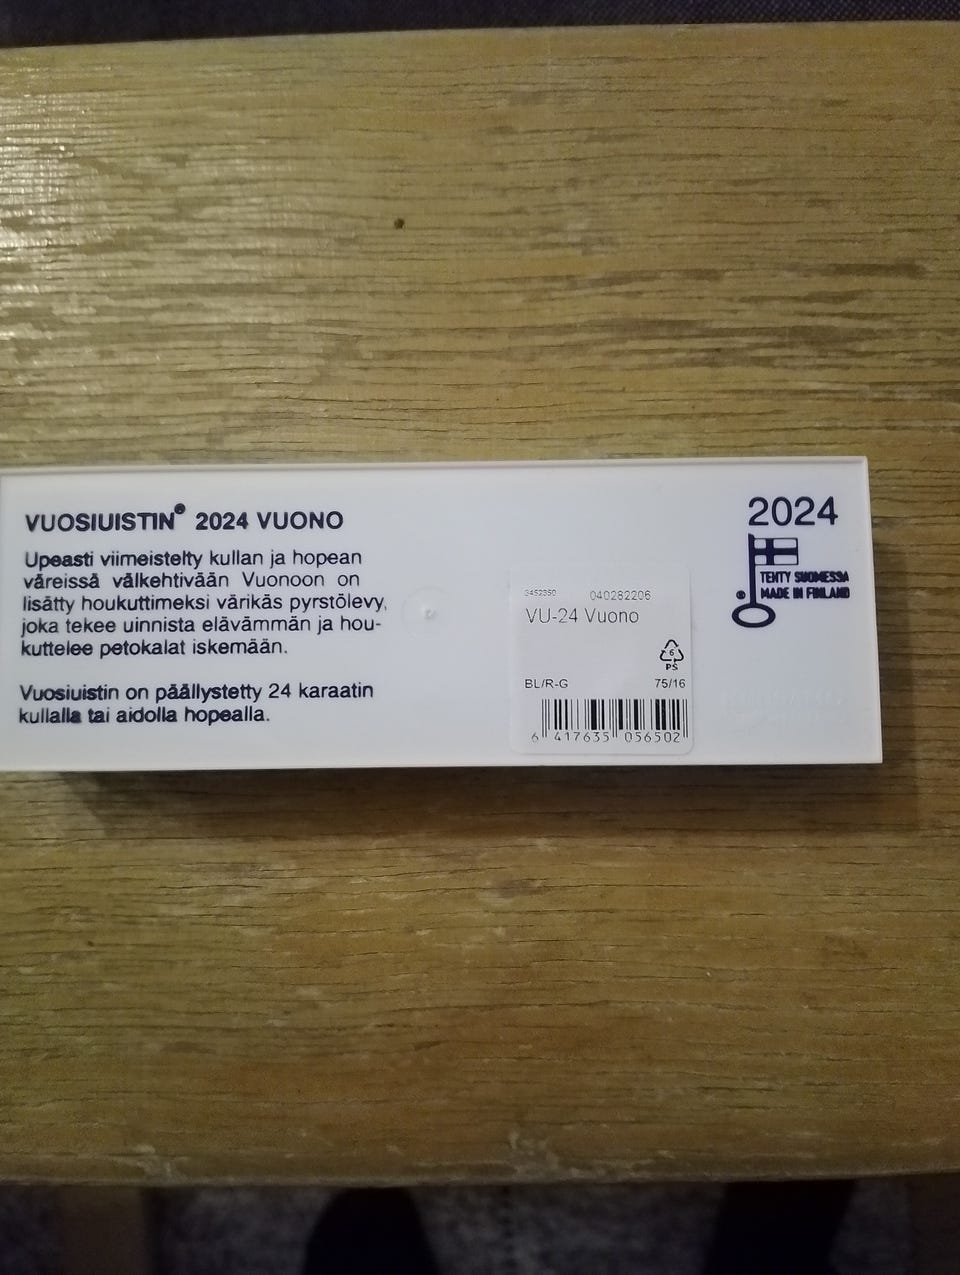 VUOSIUISTIN® 2024 VUONO
Upeasti viimeistelty kullan ja hopean
väreissä välkehtivään Vuonoon on
lisätty houkuttimeksi värikäs pyrstölevy,
joka tekee uinnista elävämmän ja hou-
kuttelee petokalat iskemään.
Vuosiuistin on päällystetty 24 karaatin
kullalla tai aidolla hopealla.
3452350 040282206
VU-24 Vuono
6
PS
BL/R-G 75/16
6 417635 056502
2024
TEHTY SUOMESSA
® MADE IN FINLAND